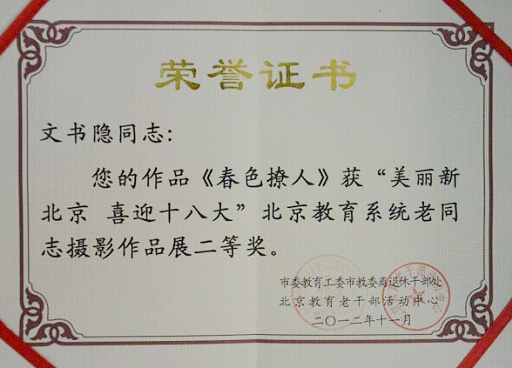 荣誉证书
文书隐同志:
您的作品《春色撩人》获“美丽新
北京 喜迎十八大”北京教育系统老同
志摄影作品展二等奖。
市委教育工委市教委离退休干部处
北京教育老干部活动中心
二〇一二年十一月